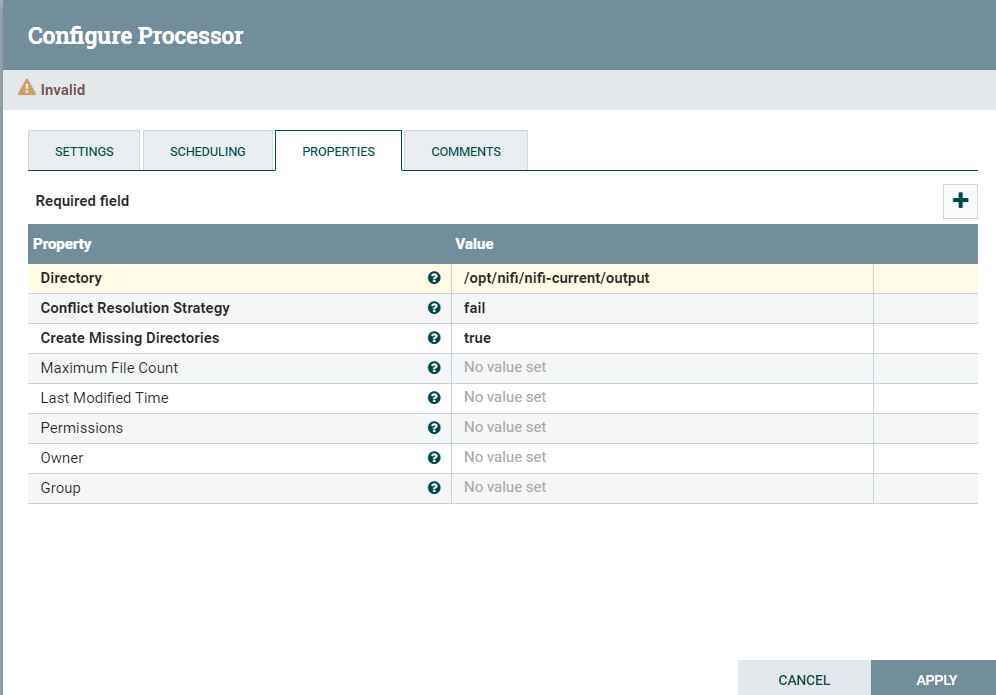 Configure Processor
Invalid
SETTINGS SCHEDULING PROPERTIES COMMENTS
Required field
Property Value
Directory /opt/nifi/nifi-current/output
Conflict Resolution Strategy fail
Create Missing Directories true
Maximum File Count No value set
Last Modified Time No value set
Permissions No value set
Owner No value set
Group No value set
CANCEL APPLY